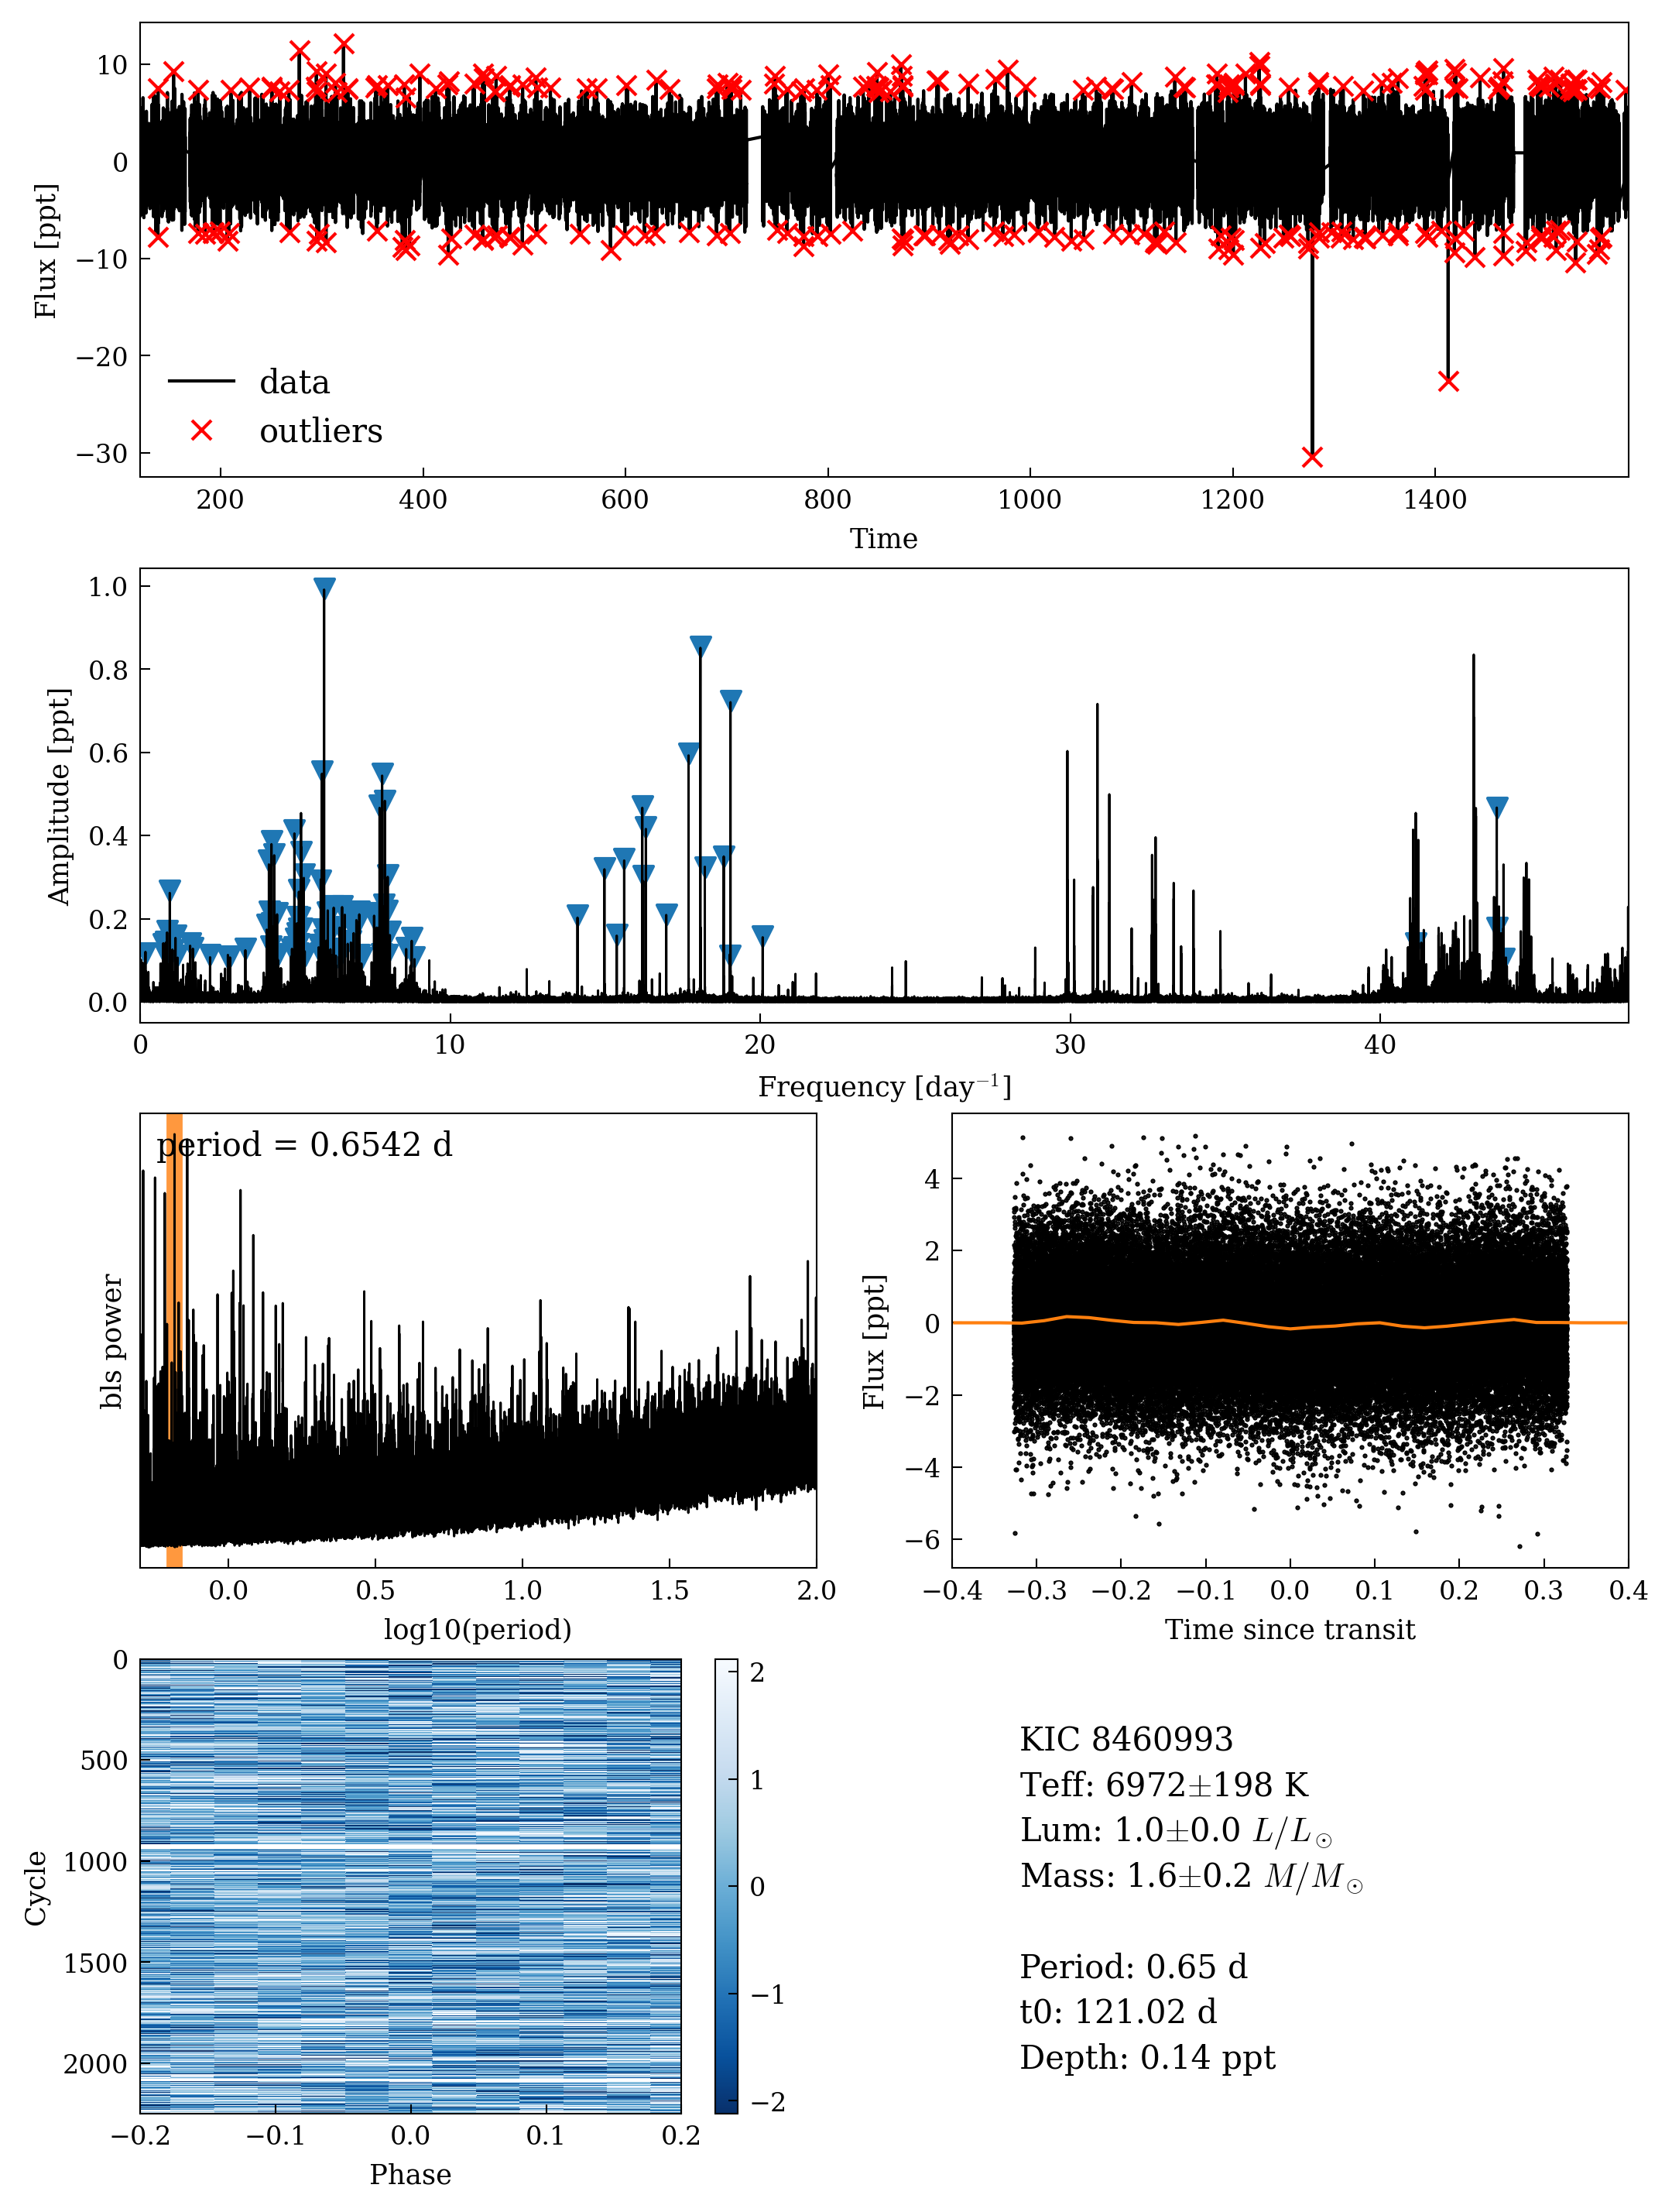 10
0
−10
−20
−30
Flux [ppt]
data
outliers
200 400 600 800 1000 1200 1400
Time
1.0
0.8
0.6
0.4
0.2
0.0
Amplitude [ppt]
0 10 20 30 40
Frequency [day⁻¹]
period = 0.6542 d
bls power
0.0 0.5 1.0 1.5 2.0
log10(period)
4
2
0
−2
−4
−6
Flux [ppt]
−0.4 −0.3 −0.2 −0.1 0.0 0.1 0.2 0.3 0.4
Time since transit
0
500
1000
1500
2000
Cycle
−0.2 −0.1 0.0 0.1 0.2
Phase
2
1
0
−1
−2
KIC 8460993
Teff: 6972±198 K
Lum: 1.0±0.0 L/L☉
Mass: 1.6±0.2 M/M☉
Period: 0.65 d
t0: 121.02 d
Depth: 0.14 ppt